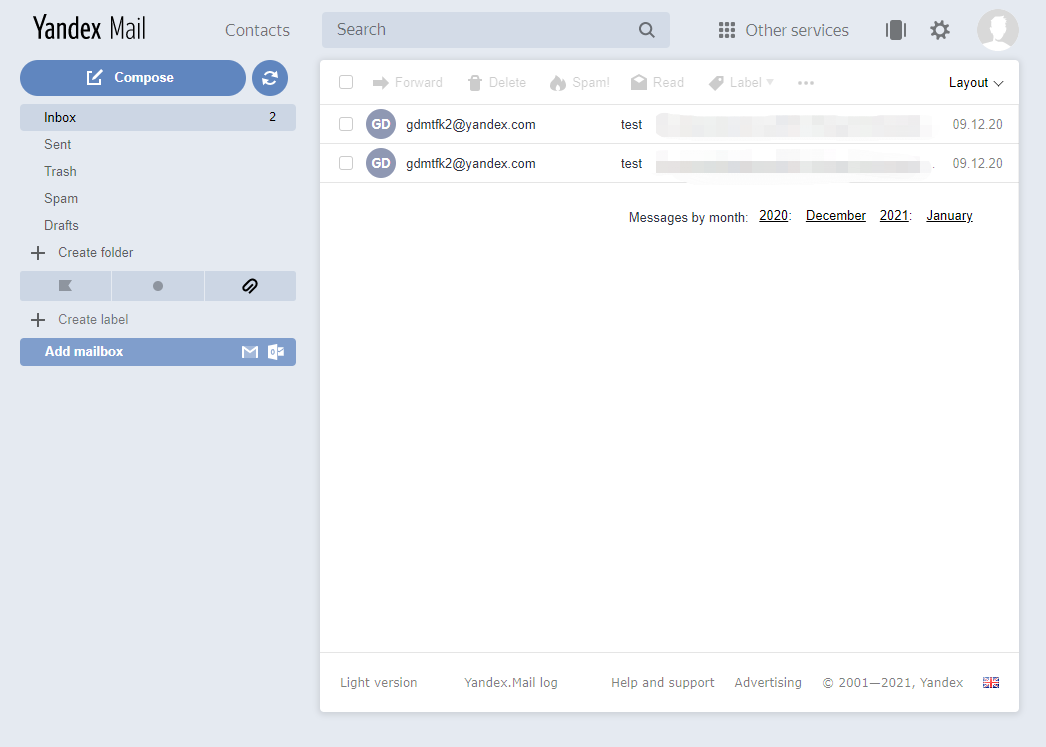 Yandex Mail
Contacts
Search
Other services
Compose
Inbox 2
Sent
Trash
Spam
Drafts
Create folder
Create label
Add mailbox
Forward Delete Spam! Read Label Layout
GD gdmtfk2@yandex.com test 09.12.20
GD gdmtfk2@yandex.com test 09.12.20
Messages by month: 2020: December 2021: January
Light version Yandex.Mail log Help and support Advertising © 2001—2021, Yandex